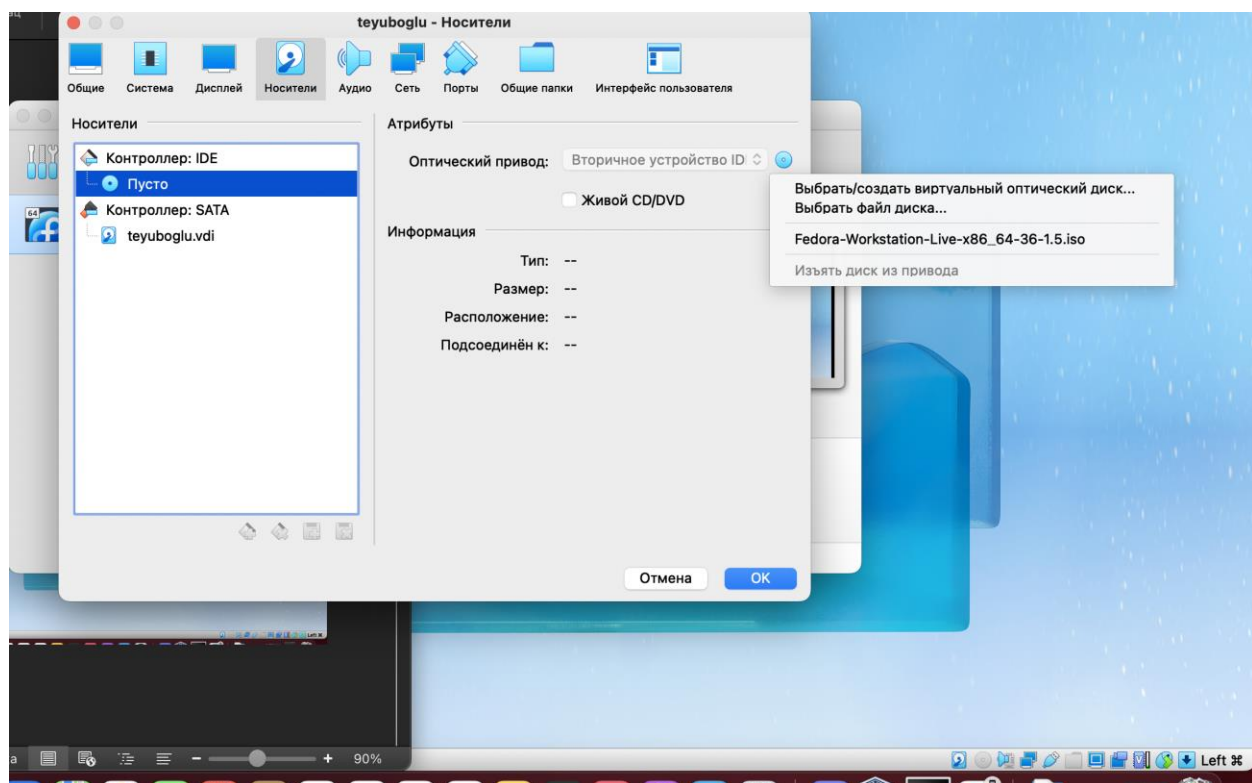 teyuboglu - Носители
Общие Система Дисплей Носители Аудио Сеть Порты Общие папки Интерфейс пользователя
Носители
Контроллер: IDE
Пусто
Контроллер: SATA
teyuboglu.vdi
Атрибуты
Оптический привод: Вторичное устройство ID
Живой CD/DVD
Информация
Тип: --
Размер: --
Расположение: --
Подсоединён к: --
Выбрать/создать виртуальный оптический диск...
Выбрать файл диска...
Fedora-Workstation-Live-x86_64-36-1.5.iso
Изъять диск из привода
64
Отмена OK
Left ⌘
a - + 90% Left ⌘